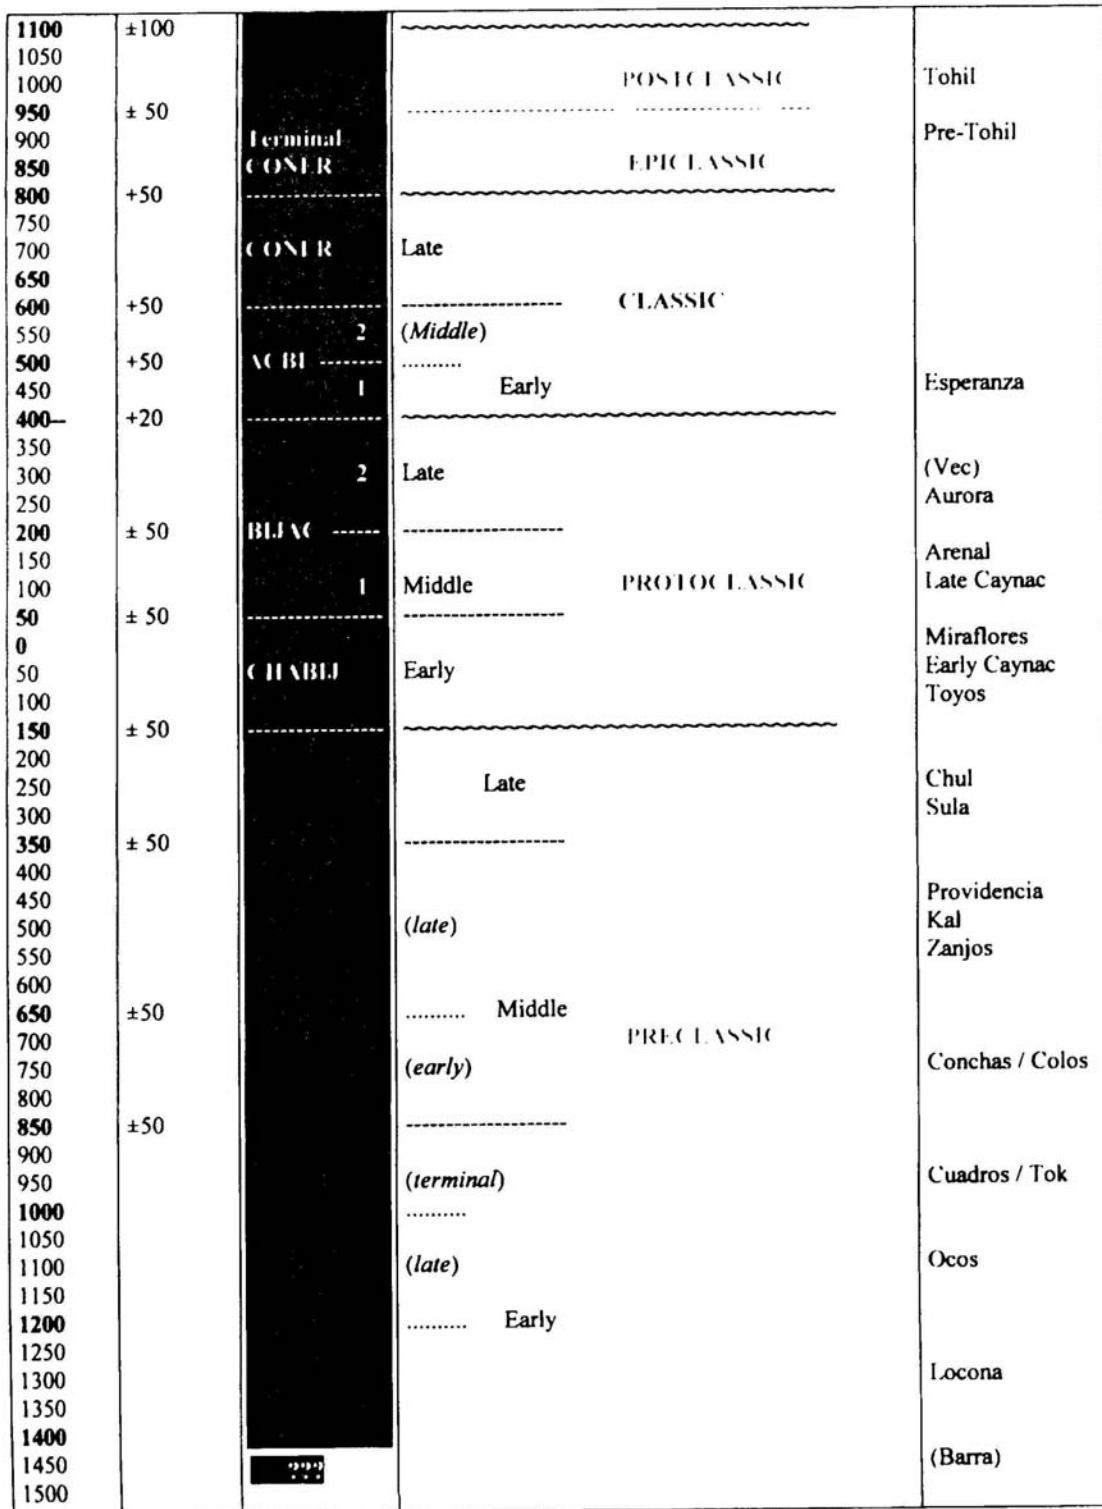 1100 ±100
1050
1000 POSTCLASSIC Tohil
950 ± 50
900 Terminal Pre-Tohil
850 CONER EPICLASSIC
800 +50
750
700 CONER Late
650
600 +50 CLASSIC
550 2 (Middle)
500 +50 ACBI
450 1 Early Esperanza
400 +20
350
300 2 Late (Vec)
250 Aurora
200 ± 50 BIJAC
150 Arenal
100 1 Middle PROTOCLASSIC Late Caynac
50 ± 50
0 Miraflores
50 CHABIJ Early Early Caynac
100 Toyos
150 ± 50
200
250 Late Chul
300 Sula
350 ± 50
400
450 Providencia
500 (late) Kal
550 Zanjos
600
650 ±50 Middle
700 PRECLASSIC
750 (early) Conchas / Colos
800
850 ±50
900
950 (terminal) Cuadros / Tok
1000
1050
1100 (late) Ocos
1150
1200 Early
1250
1300 Locona
1350
1400
1450 ??? (Barra)
1500